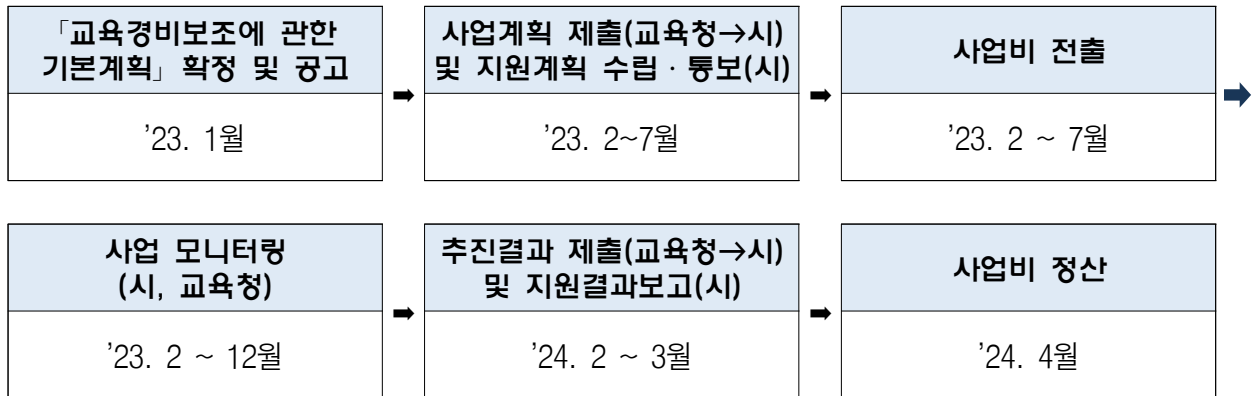 「교육경비보조에 관한
기본계획」 확정 및 공고
사업계획 제출(교육청→시)
및 지원계획 수립 · 통보(시)
사업비 전출
’23. 1월
’23. 2~7월
’23. 2 ~ 7월
사업 모니터링
(시, 교육청)
추진결과 제출(교육청→시)
및 지원결과보고(시)
사업비 정산
’23. 2 ~ 12월
’24. 2 ~ 3월
’24. 4월